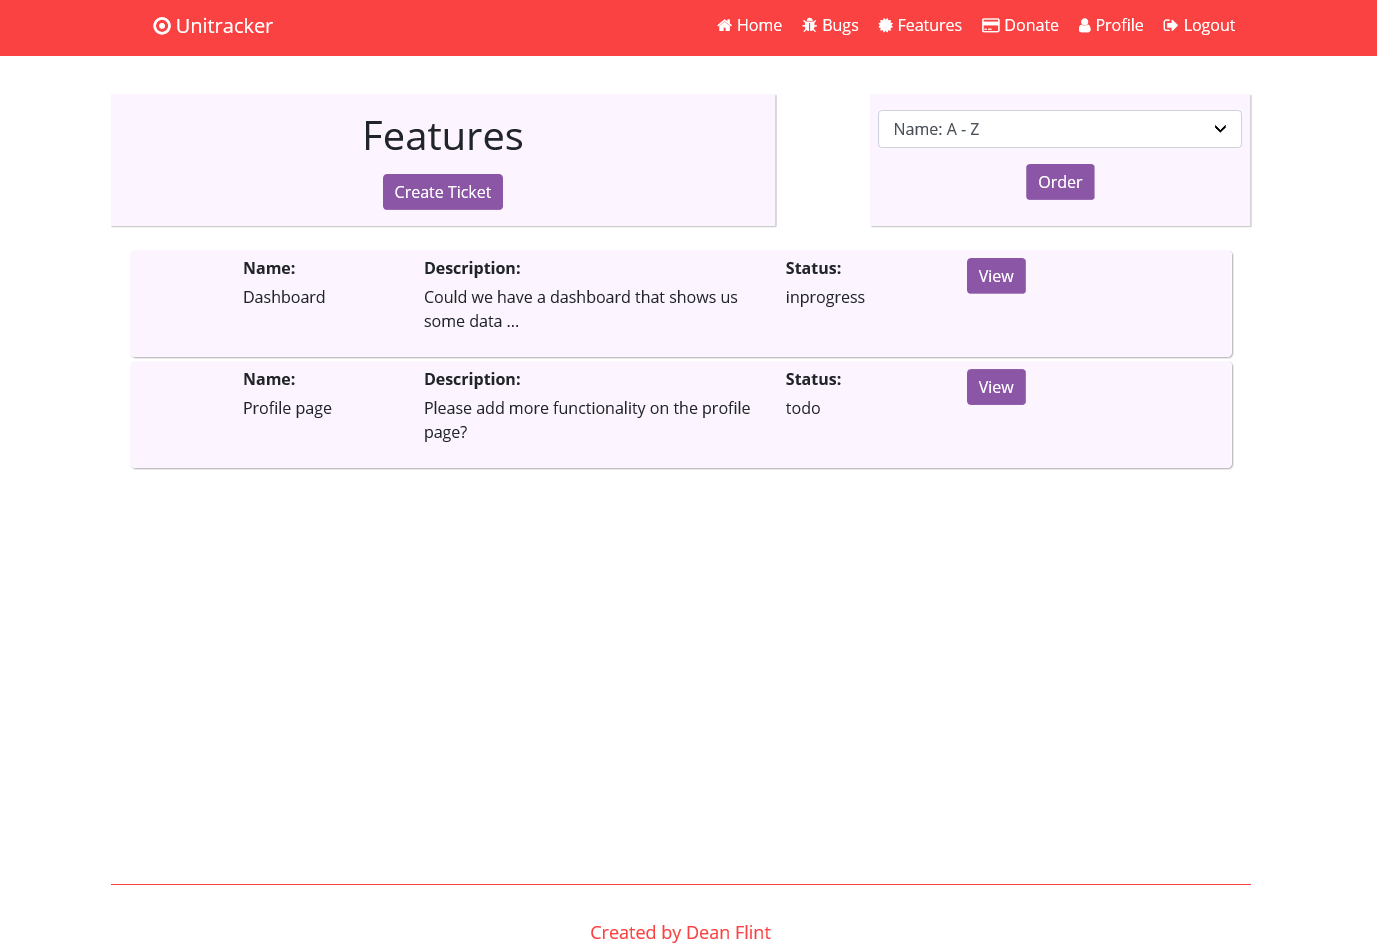 Unitracker
Home Bugs Features Donate Profile Logout
Features
Create Ticket
Name: A - Z
Order
Name: Description: Status: View
Dashboard Could we have a dashboard that shows us inprogress
some data ...
Name: Description: Status: View
Profile page Please add more functionality on the profile todo
page?
Created by Dean Flint